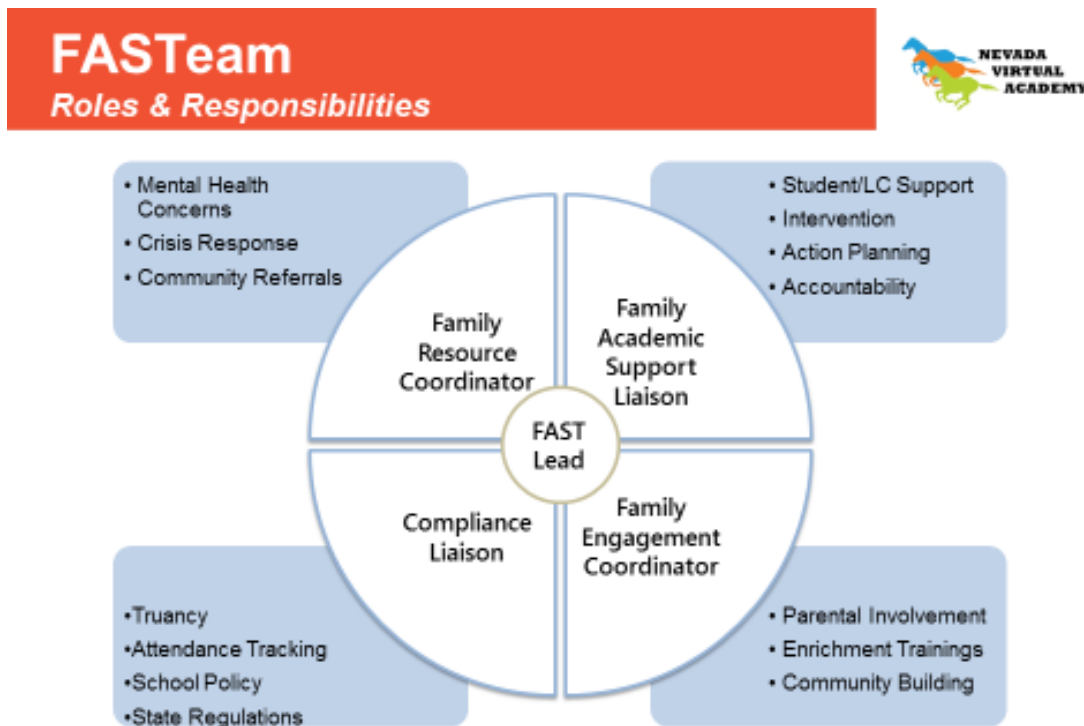 FASTeam
Roles & Responsibilities
NEVADA
VIRTUAL
ACADEMY
• Mental Health
Concerns
• Crisis Response
• Community Referrals
• Student/LC Support
• Intervention
• Action Planning
• Accountability
Family
Resource
Coordinator
Family
Academic
Support
Liaison
FAST
Lead
Compliance
Liaison
Family
Engagement
Coordinator
•Truancy
•Attendance Tracking
•School Policy
•State Regulations
• Parental Involvement
• Enrichment Trainings
• Community Building